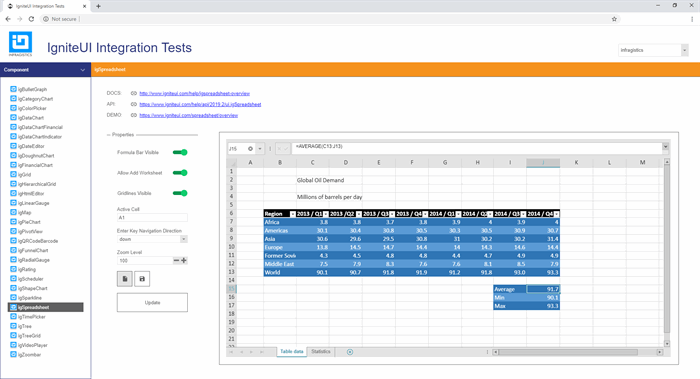 IgniteUI Integration Tests
Not secured
INFRAGISTICS
IgniteUI Integration Tests
infragistics
Component
igSpreadsheet
igBulletGraph
igCategoryChart
igColorPicker
igDataChart
igDataChartFinancial
igDataChartIndicator
igDateEditor
igDoughnutChart
igFinancialChart
igGrid
igHierarchicalGrid
igHtmlEditor
igLinearGauge
igMap
igPieChart
igPivotView
igQRCodeBarcode
igFunnelChart
igRadialGauge
igRating
igScheduler
igShapeChart
igSparkline
igSpreadsheet
igTimePicker
igTree
igTreeGrid
igVideoPlayer
igZoombar
DOCS: http://www.igniteui.com/help/igspreadsheet-overview
API: https://www.igniteui.com/help/api/2019.2/ui.igSpreadsheet
DEMO: https://www.igniteui.com/spreadsheet/overview
Properties
Formula Bar Visible
Allow Add Worksheet
Gridlines Visible
Active Cell
A1
Enter Key Navigation Direction
down
Zoom Level
100
Update
J15 =AVERAGE(C13:J13)
A B C D E F G H I J K L M
1
2 Global Oil Demand
3
4 Millions of barrels per day
5
6 Region 2013 / Q1 2013 /Q2 2013 / Q3 2013 / Q4 2014 / Q1 2014 / Q2 2014 / Q3 2014 / Q4
7 Africa 3.8 3.8 3.7 3.8 3.9 4 3.9 4
8 Americas 30.1 30.4 30.8 30.5 30.3 30.5 30.9 30.7
9 Asia 30.6 29.6 29.5 30.8 31 30.2 30.2 31.4
10 Europe 13.8 14.5 14.7 14.4 14 14.3 14.6 14.4
11 Former Sovi 4.3 4.5 4.8 4.8 4.4 4.7 4.9 4.9
12 Middle East 7.5 7.9 8.3 7.6 8.1 8.5 7.9
13 World 90.1 90.7 91.8 91.9 91.2 91.8 93.0 93.3
15 Average 91.7
16 Min 90.1
17 Max 93.3
18
19
20
21
22
Table data Statistics